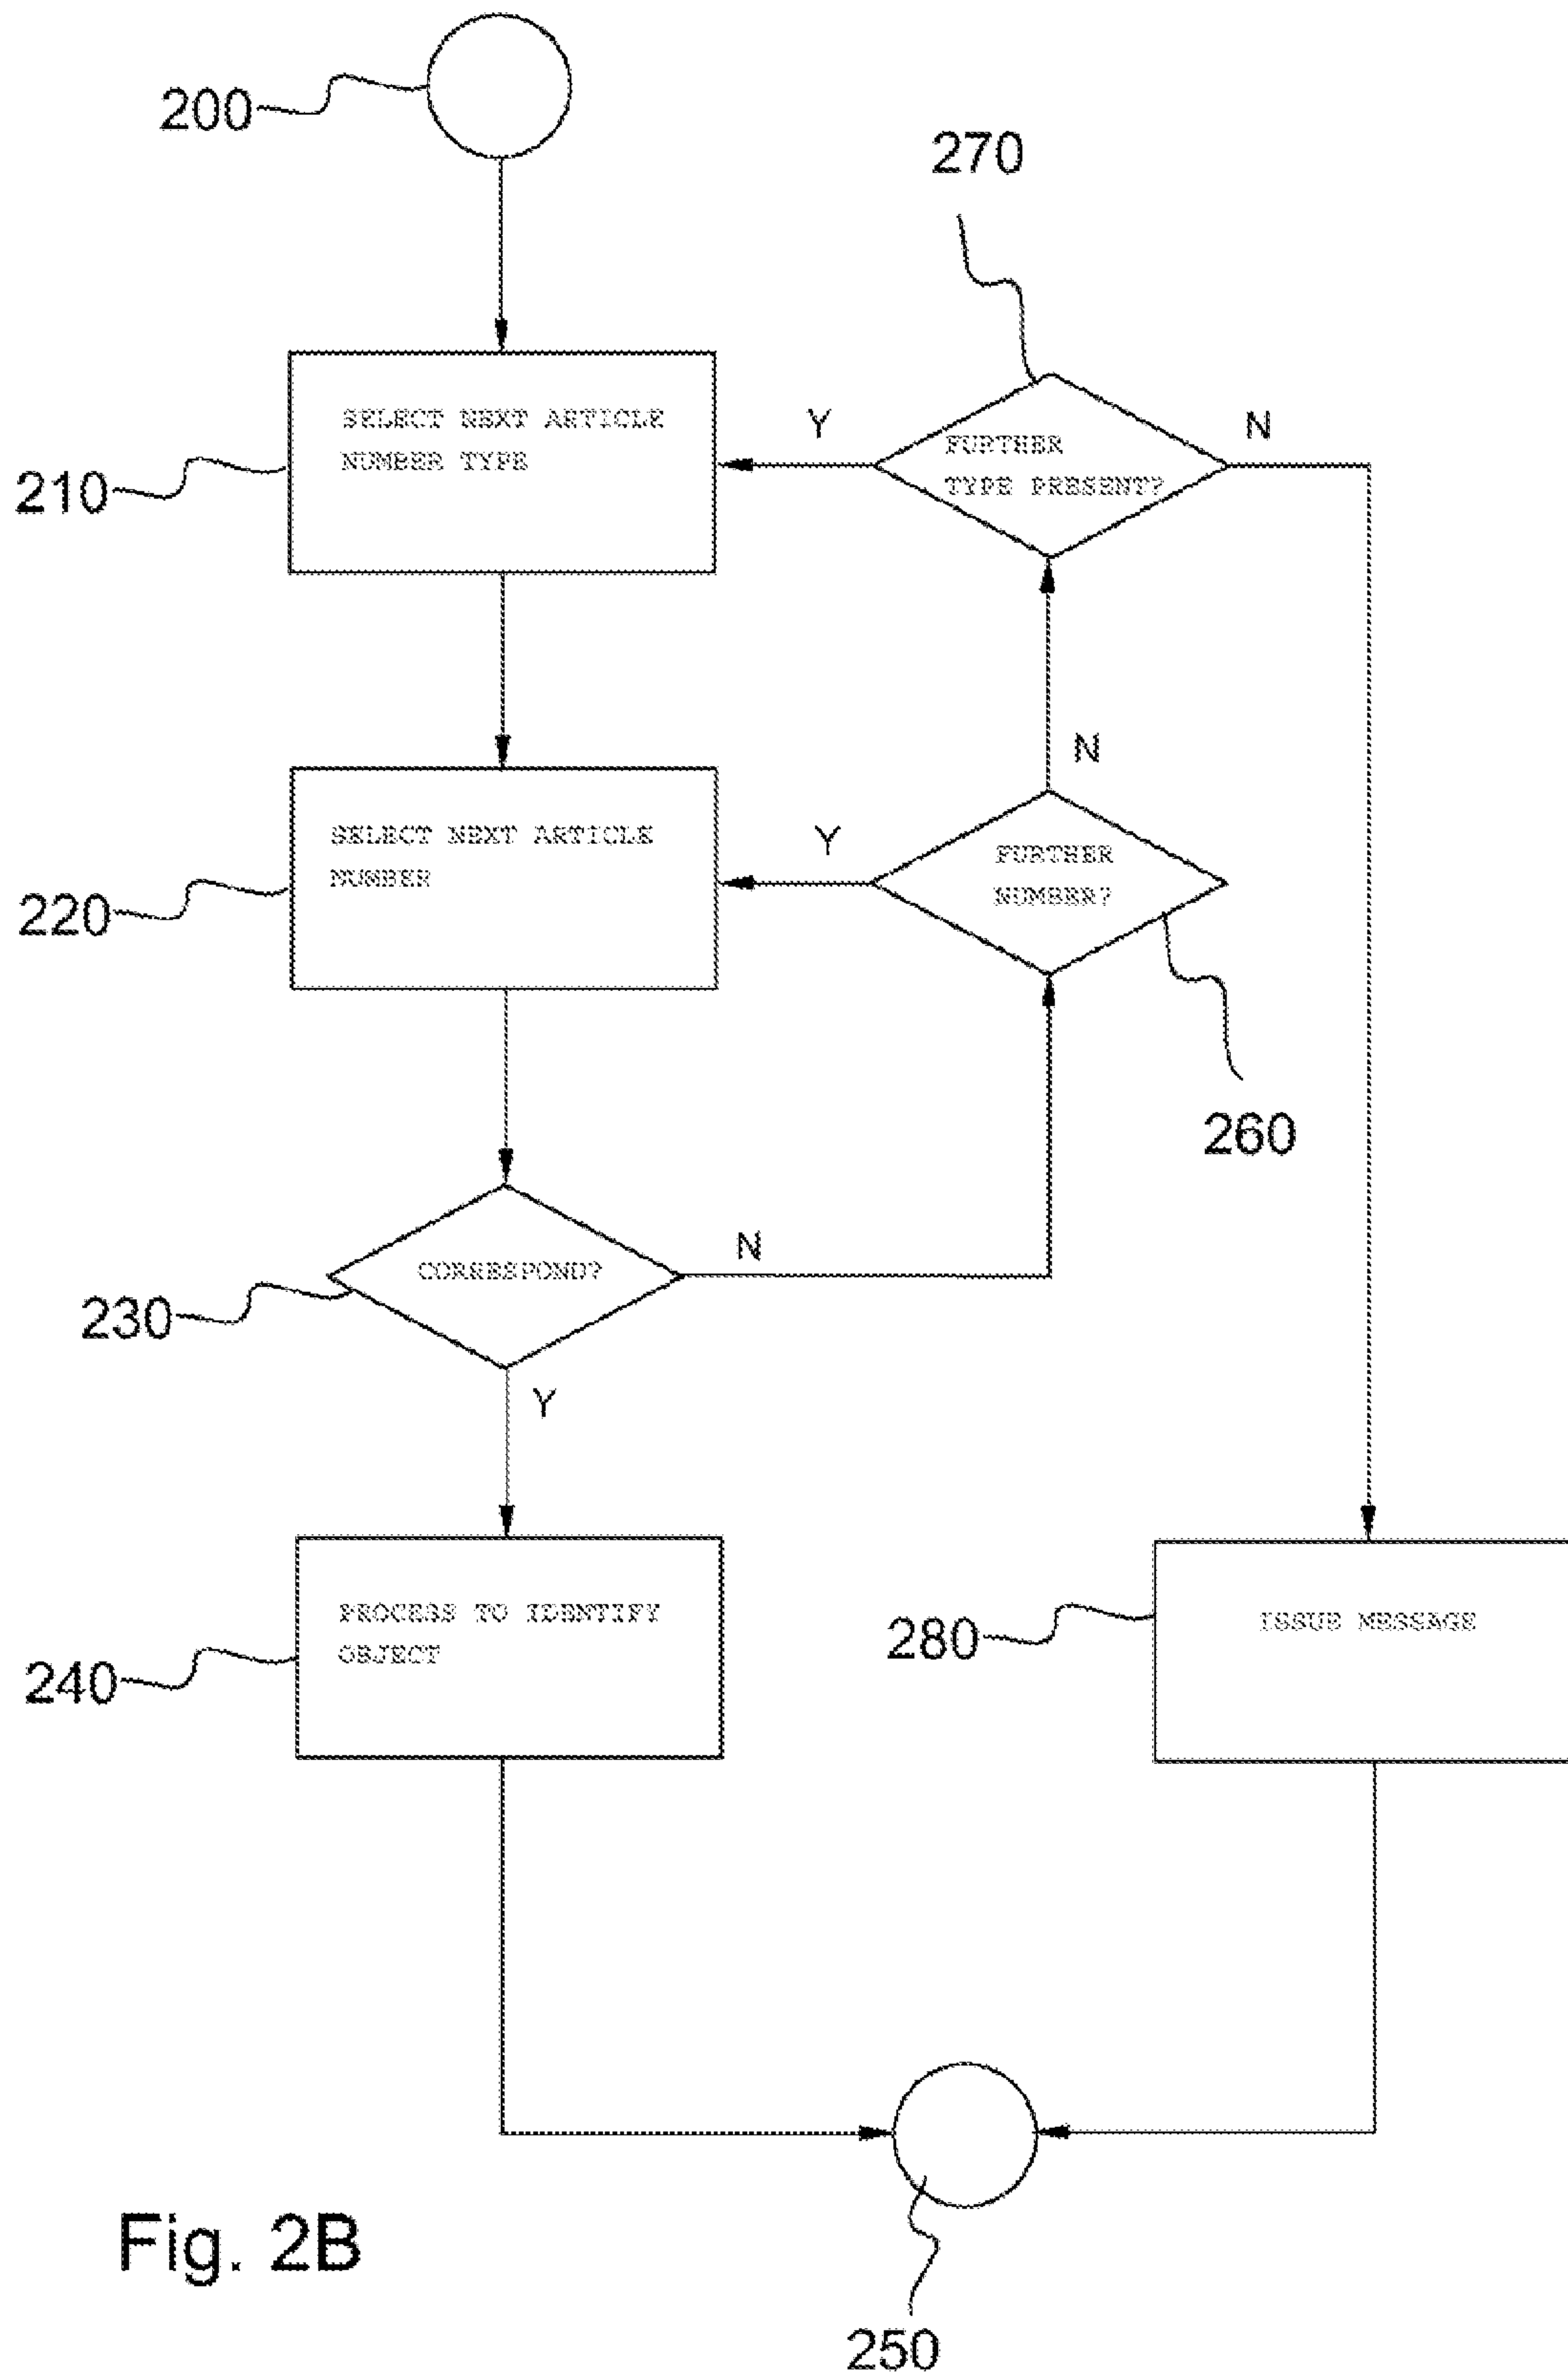 200
270
SELECT NEXT ARTICLE
NUMBER TYPE
210
Y
FURTHER
TYPE PRESENT?
N
N
SELECT NEXT ARTICLE
NUMBER
220
Y
FURTHER
NUMBER?
260
CORRESPOND?
N
230
Y
PROCESS TO IDENTIFY
OBJECT
240
ISSUE MESSAGE
280
Fig. 2B
250